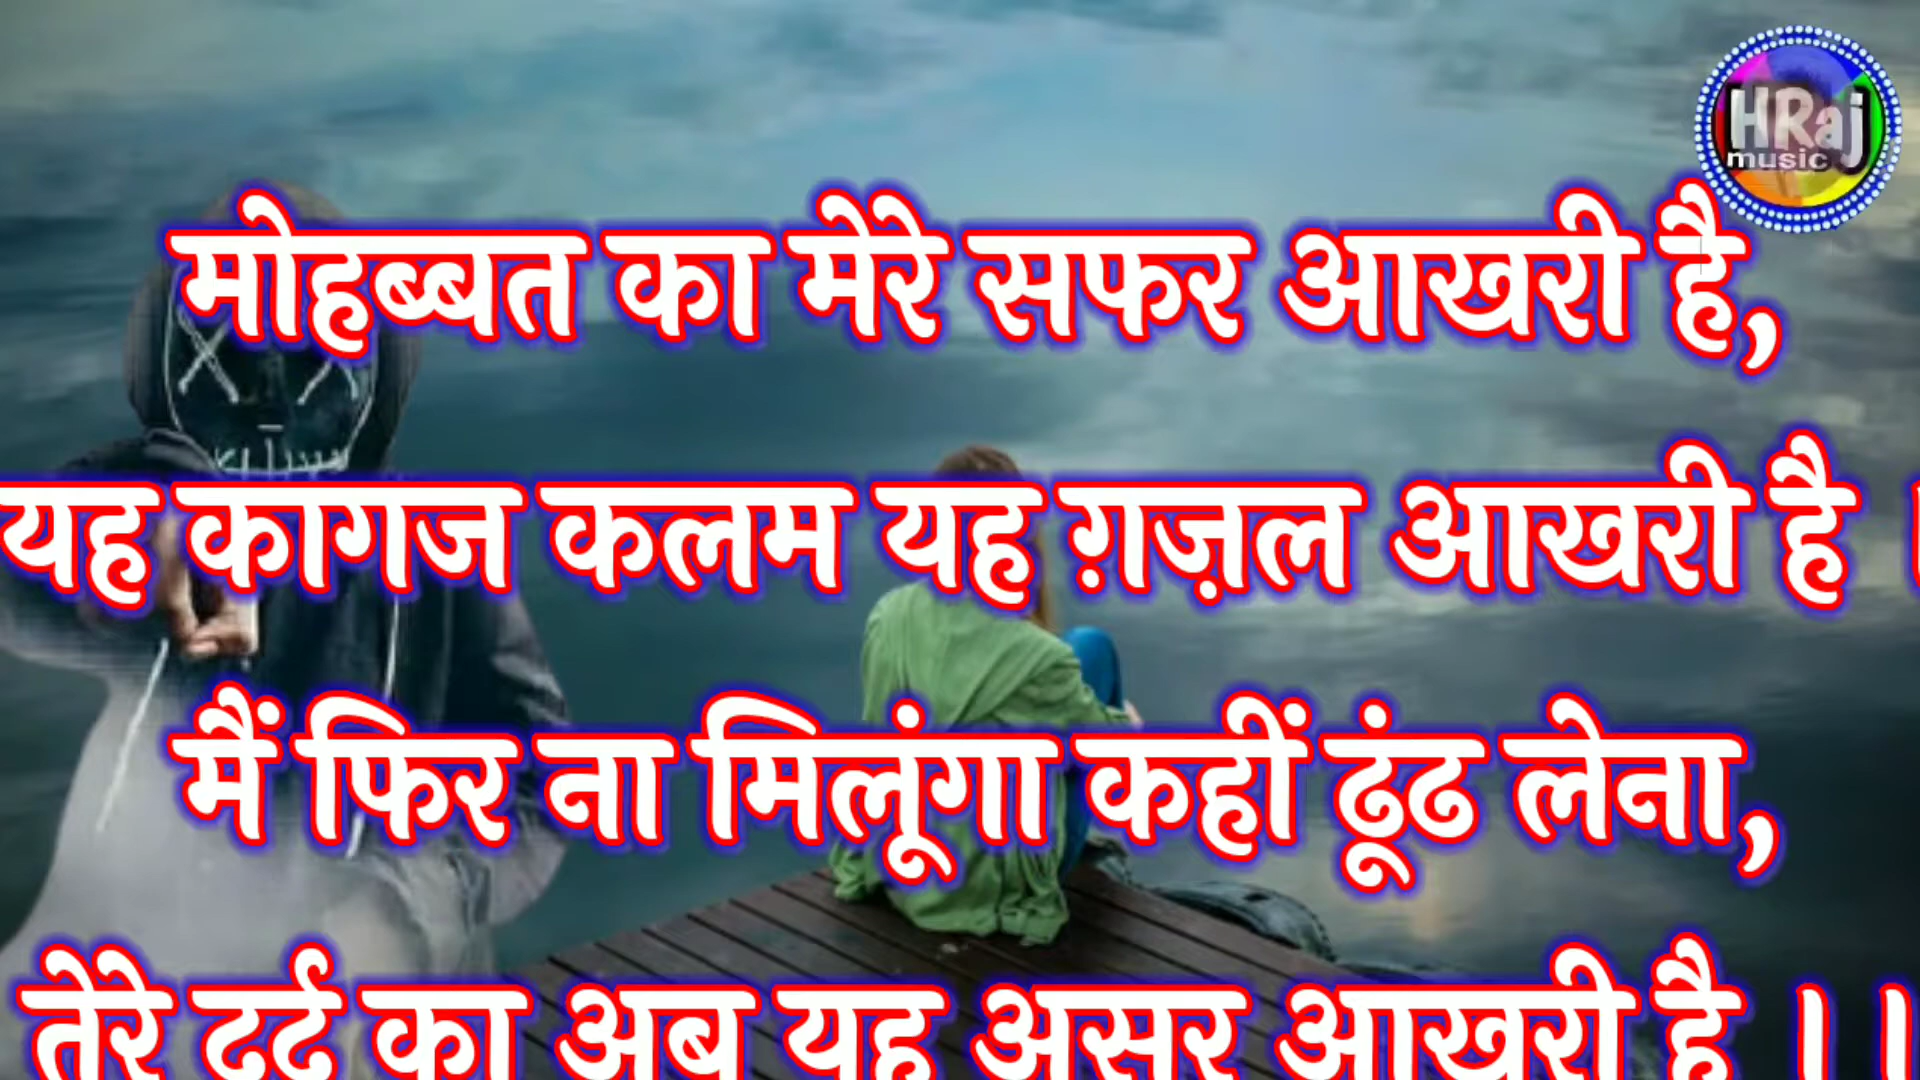 HRaj
music
मोहब्बत का मेरे सफर आखरी है,
यह कागज कलम यह ग़ज़ल आखरी है ।
मैं फिर ना मिलूंगा कहीं ढूंढ लेना,
तेरे दर्द का अब यह असर आखरी है ।।